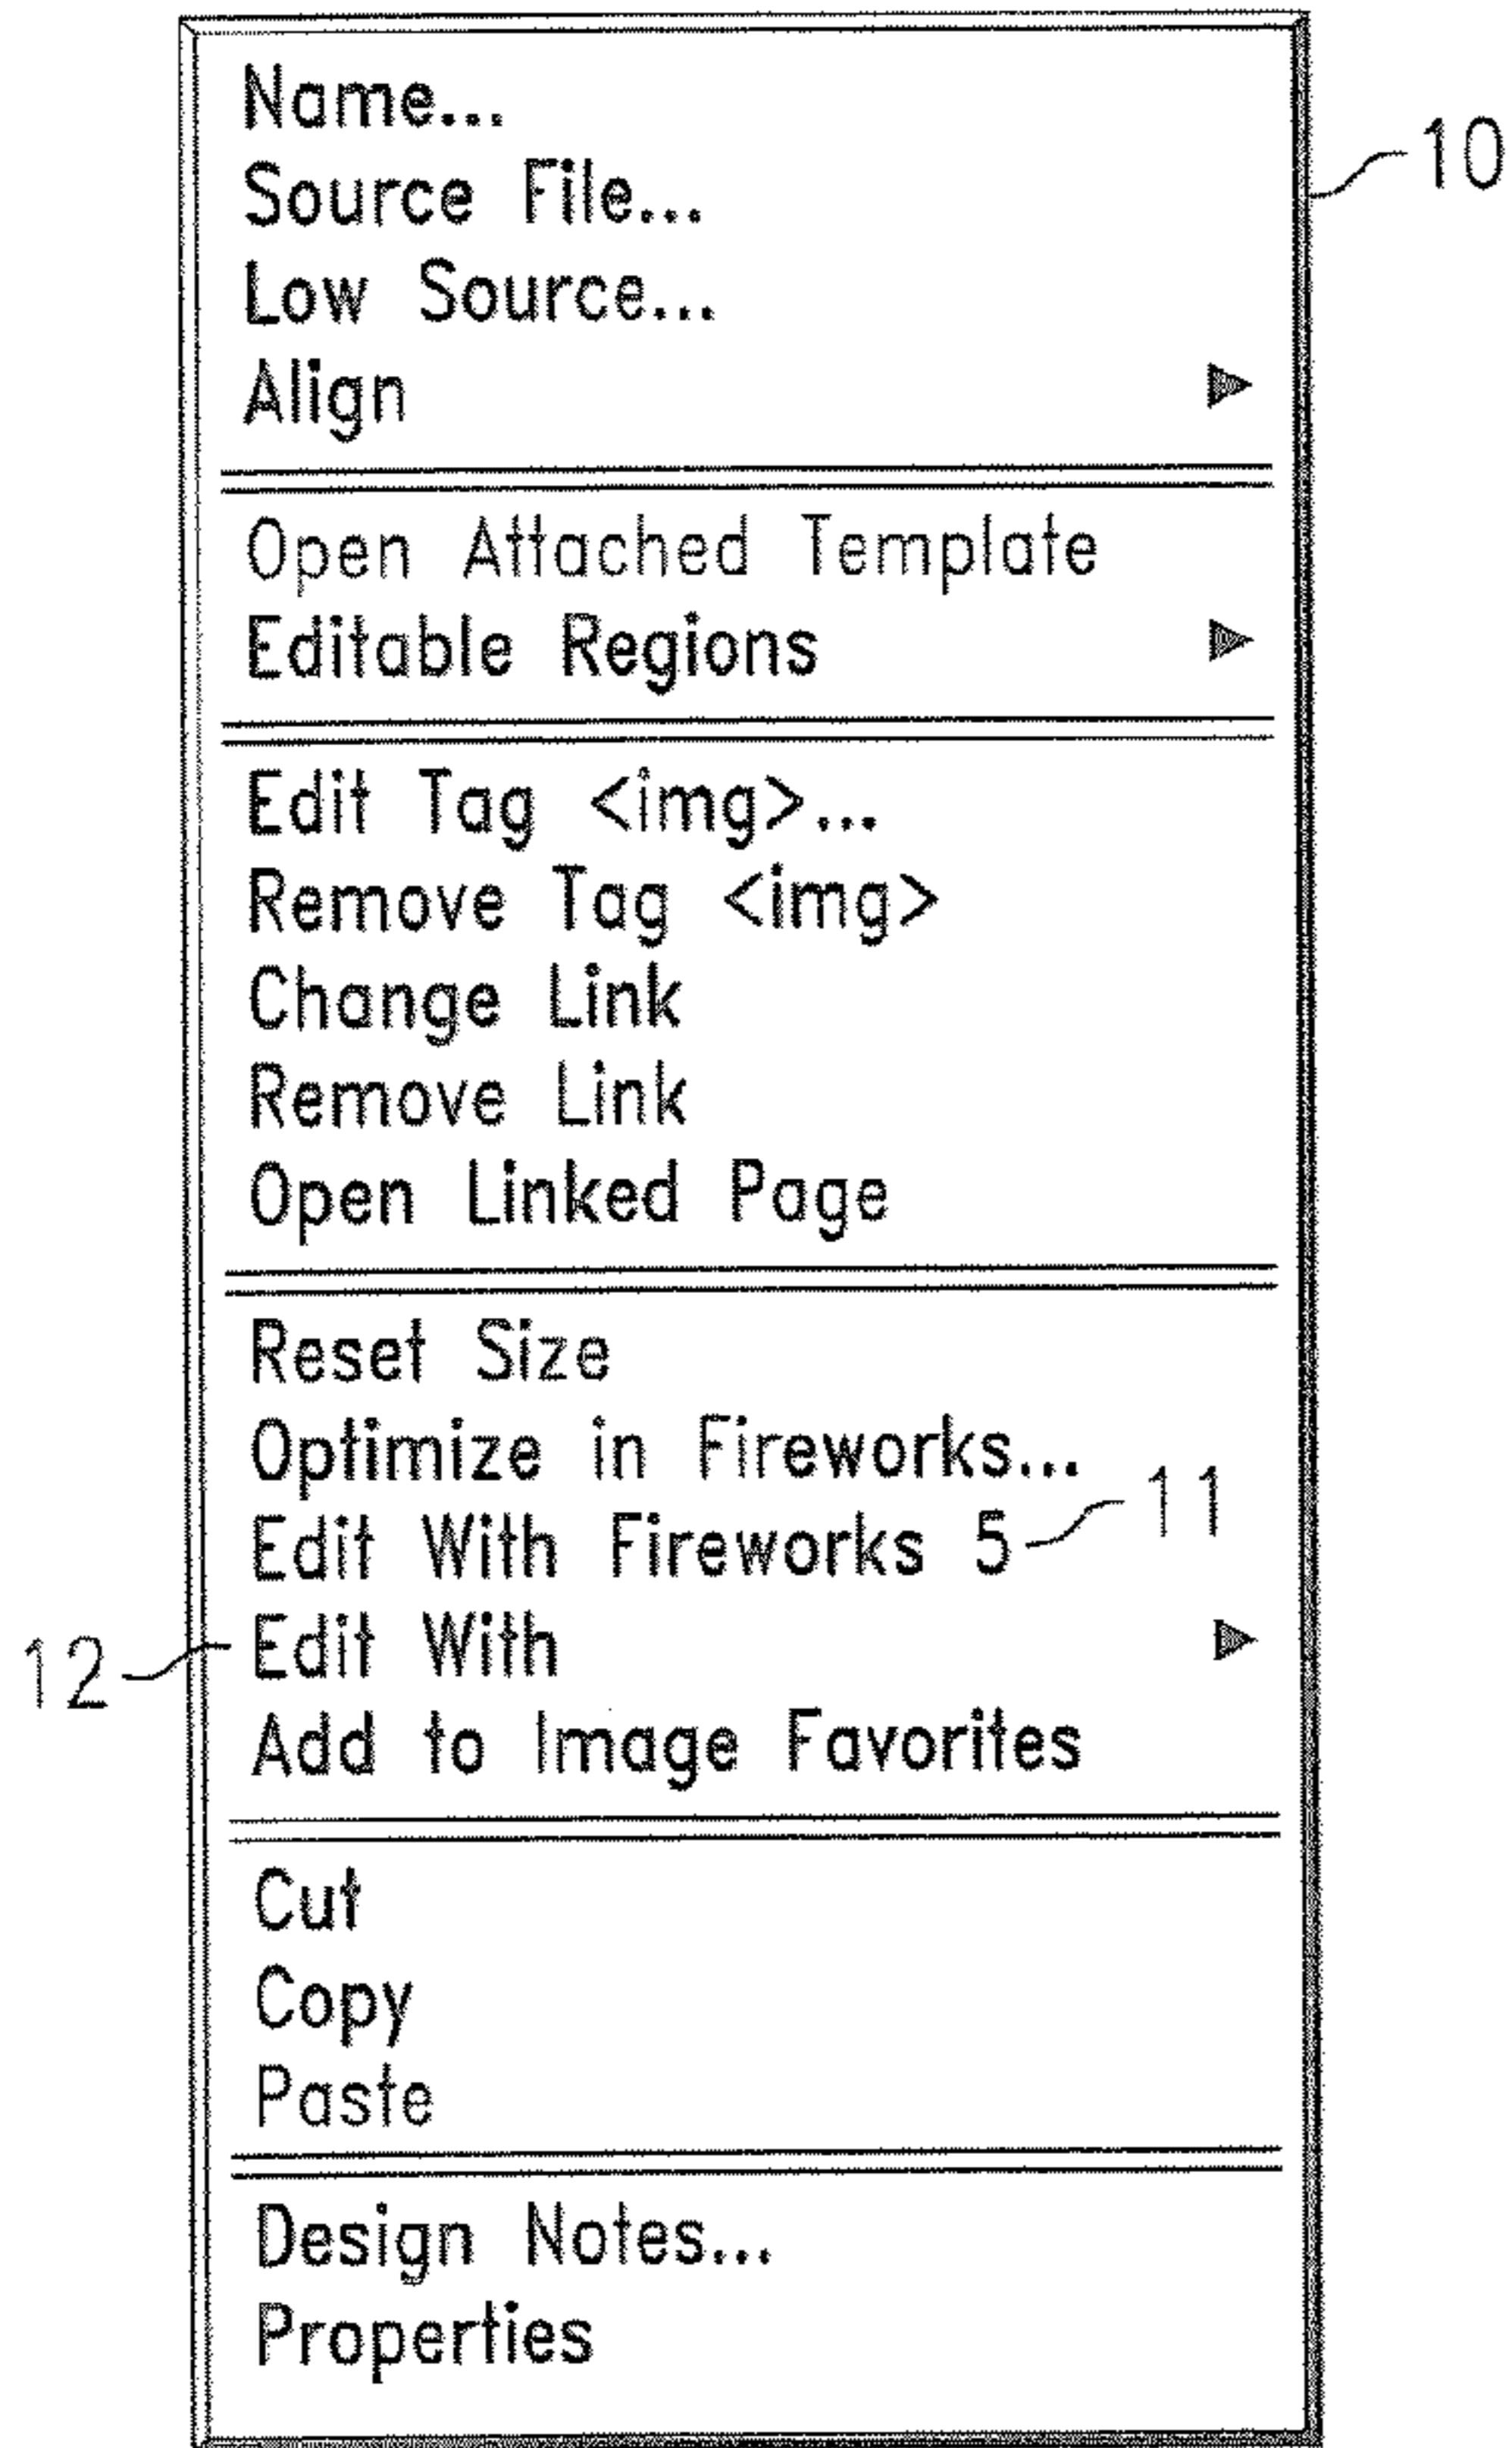 Name...
10
Source File...
Low Source...
Align
Open Attached Template
Editable Regions
Edit Tag <img>...
Remove Tag <img>
Change Link
Remove Link
Open Linked Page
Reset Size
Optimize in Fireworks...
Edit With Fireworks 5 11
12 Edit With
Add to Image Favorites
Cut
Copy
Paste
Design Notes...
Properties